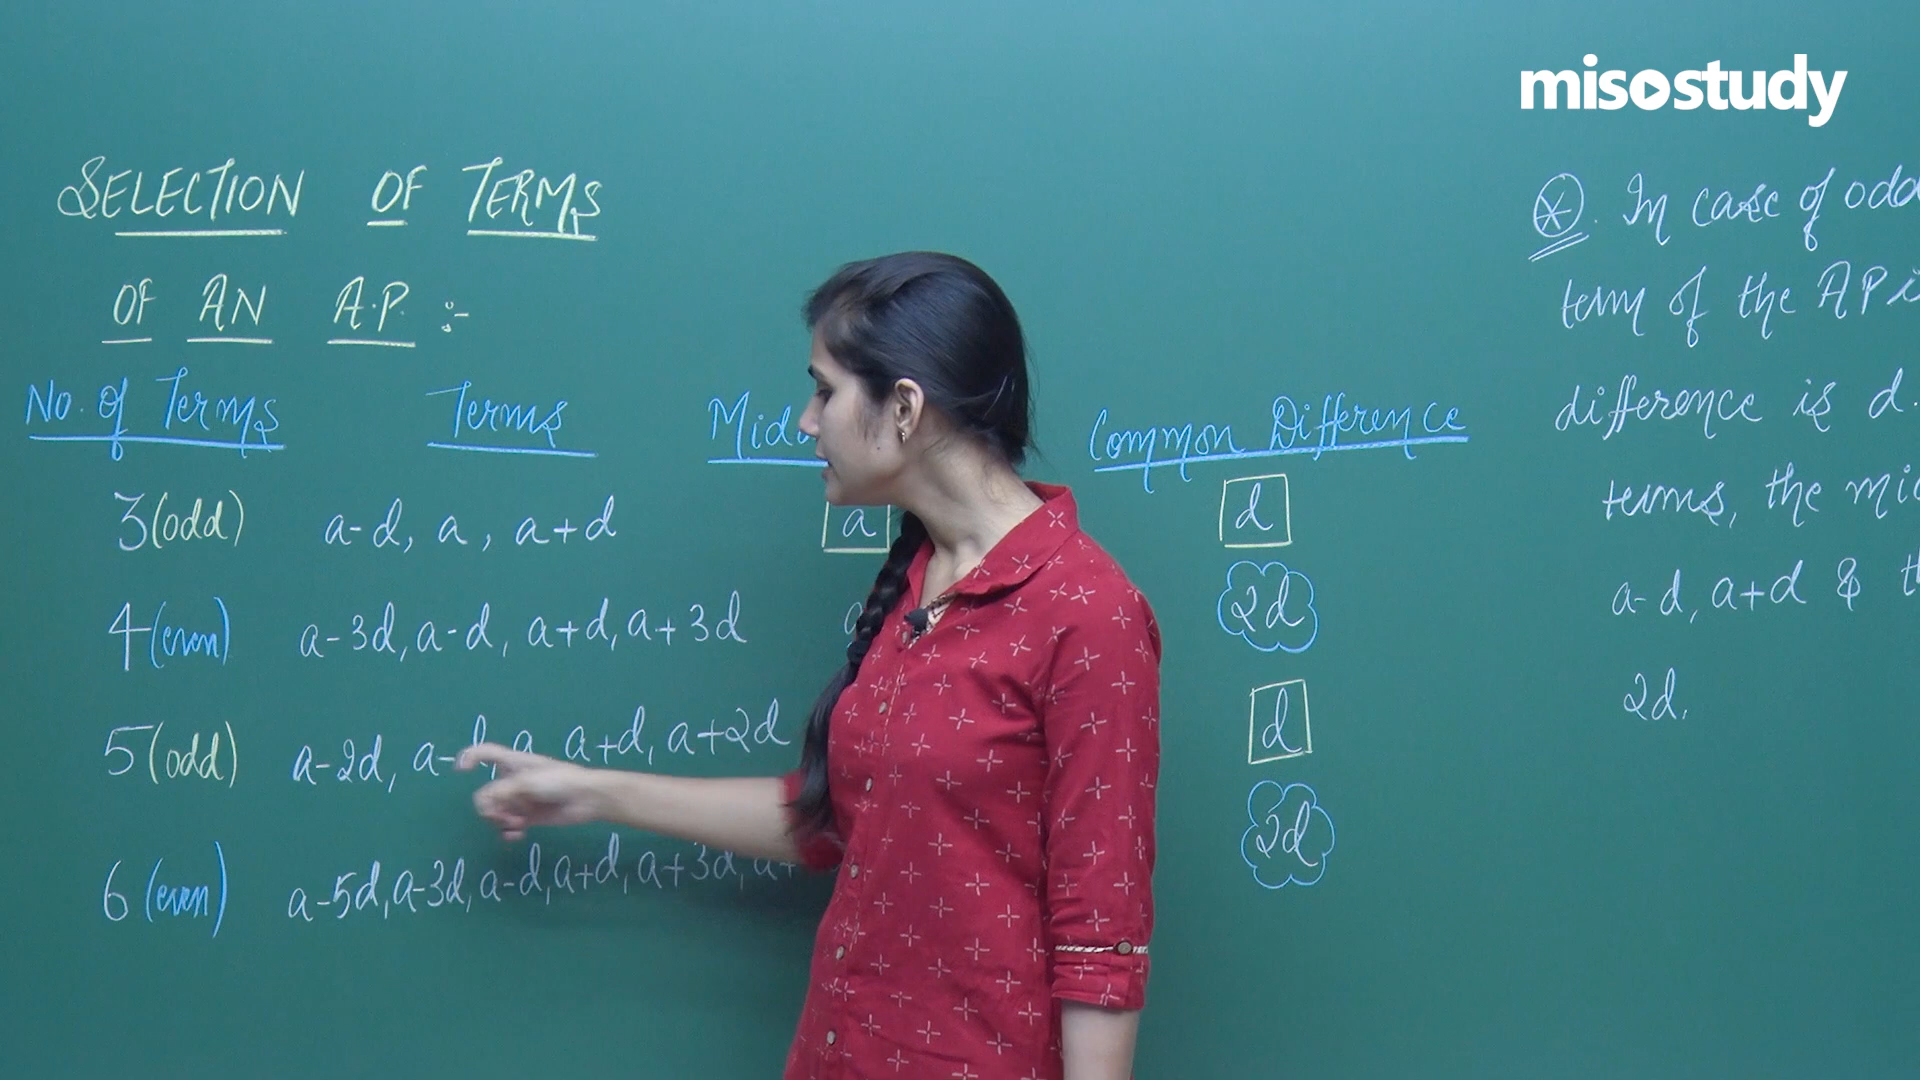 misostudy
SELECTION OF TERMS
OF AN A.P. :-
No. of Terms Terms Common Difference
3(odd) a-d, a, a+d a d
4(even) a-3d, a-d, a+d, a+3d a 2d
5(odd) a-2d, a-d, a a+d, a+2d d
6(even) a-5d, a-3d, a-d, a+d, a+3d, a+ 2d
* . In case of odd
term of the AP i
difference is d.
terms, the mid
a-d, a+d & t
2d.